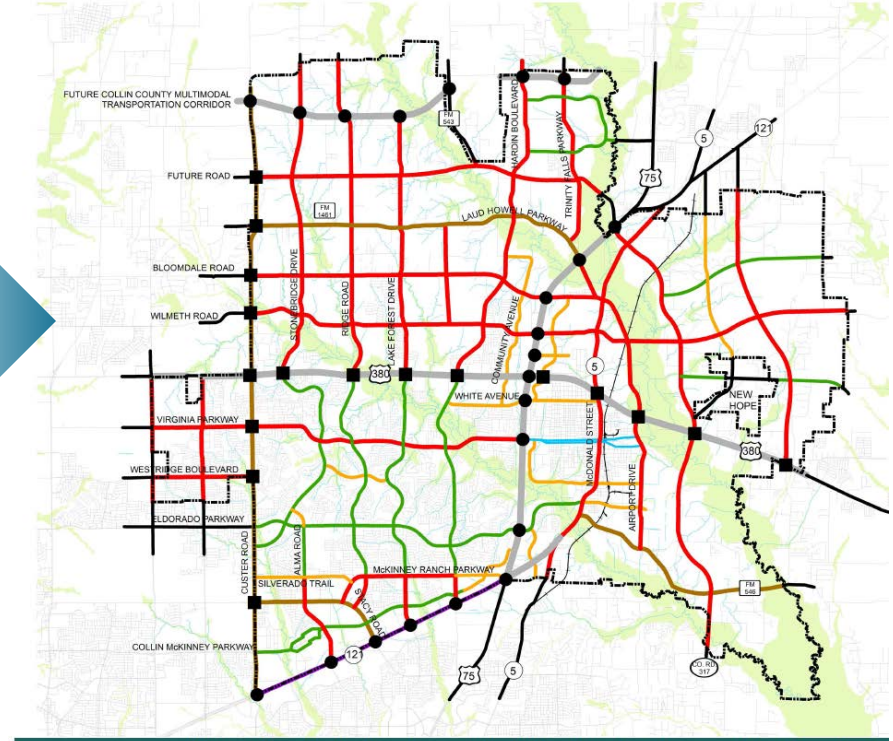 FUTURE COLLIN COUNTY MULTIMODAL
TRANSPORTATION CORRIDOR
FM
543
HARDIN BOULEVARD
TRINITY FALLS PARKWAY
75
5
121
FUTURE ROAD
FM
1461
LAUD HOWELL PARKWAY
BLOOMDALE ROAD
WILMETH ROAD
STONEBRIDGE DRIVE
RIDGE ROAD
LAKE FOREST DRIVE
COMMUNITY AVENUE
380
5
WHITE AVENUE
NEW
HOPE
VIRGINIA PARKWAY
McDONALD STREET
380
WESTRIDGE BOULEVARD
AIRPORT DRIVE
ELDORADO PARKWAY
CUSTER ROAD
ALMA ROAD
McKINNEY RANCH PARKWAY
SILVERADO TRAIL
STACY ROAD
FM
546
COLLIN McKINNEY PARKWAY
121
75
5
CO. RD.
317